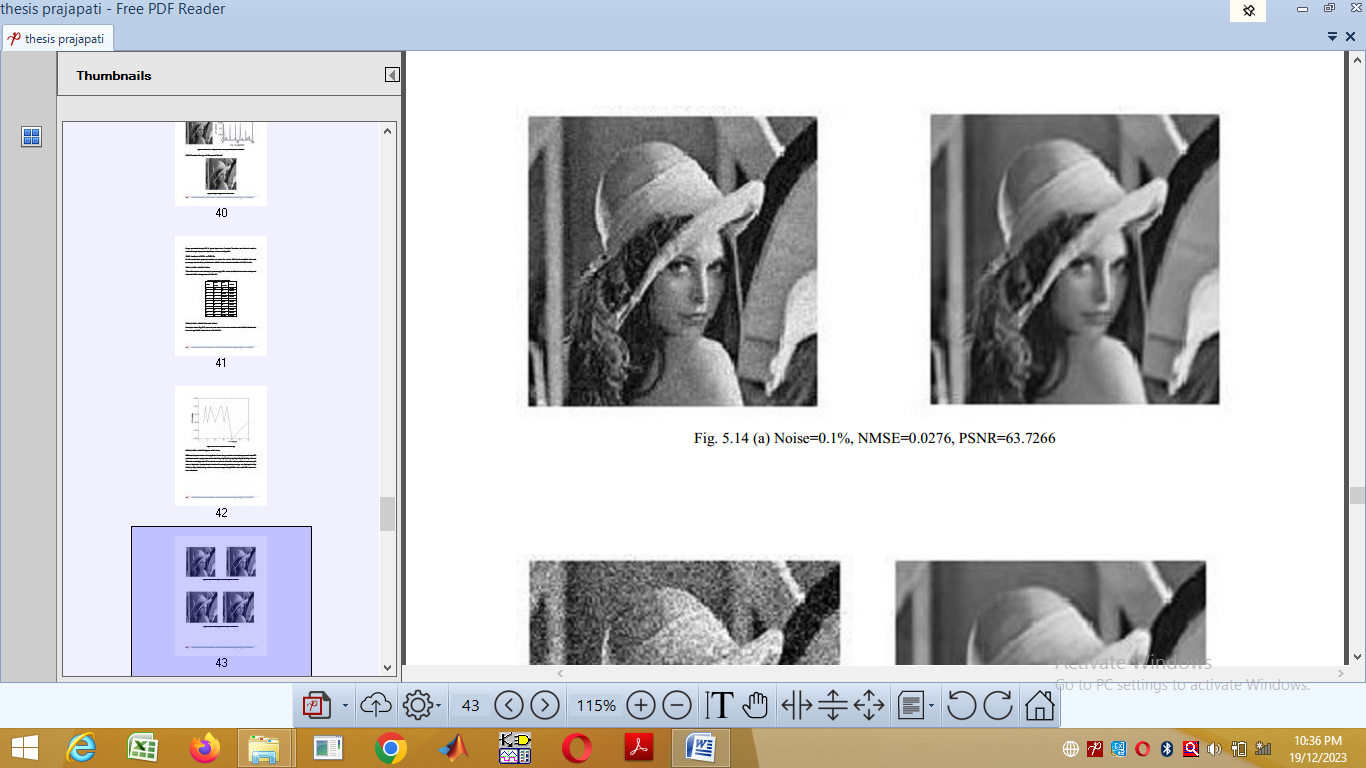 thesis prajapati - Free PDF Reader
thesis prajapati
Thumbnails
40
41
42
43
Fig. 5.14 (a) Noise=0.1%, NMSE=0.0276, PSNR=63.7266
Activate Windows
Go to PC settings to activate Windows.
43
115%
T
10:36 PM
19/12/2023